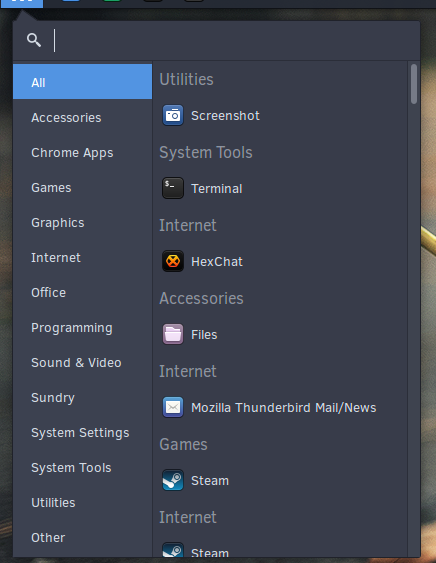 All
Accessories
Chrome Apps
Games
Graphics
Internet
Office
Programming
Sound & Video
Sundry
System Settings
System Tools
Utilities
Other
Utilities
Screenshot
System Tools
Terminal
Internet
HexChat
Accessories
Files
Internet
Mozilla Thunderbird Mail/News
Games
Steam
Internet
Steam